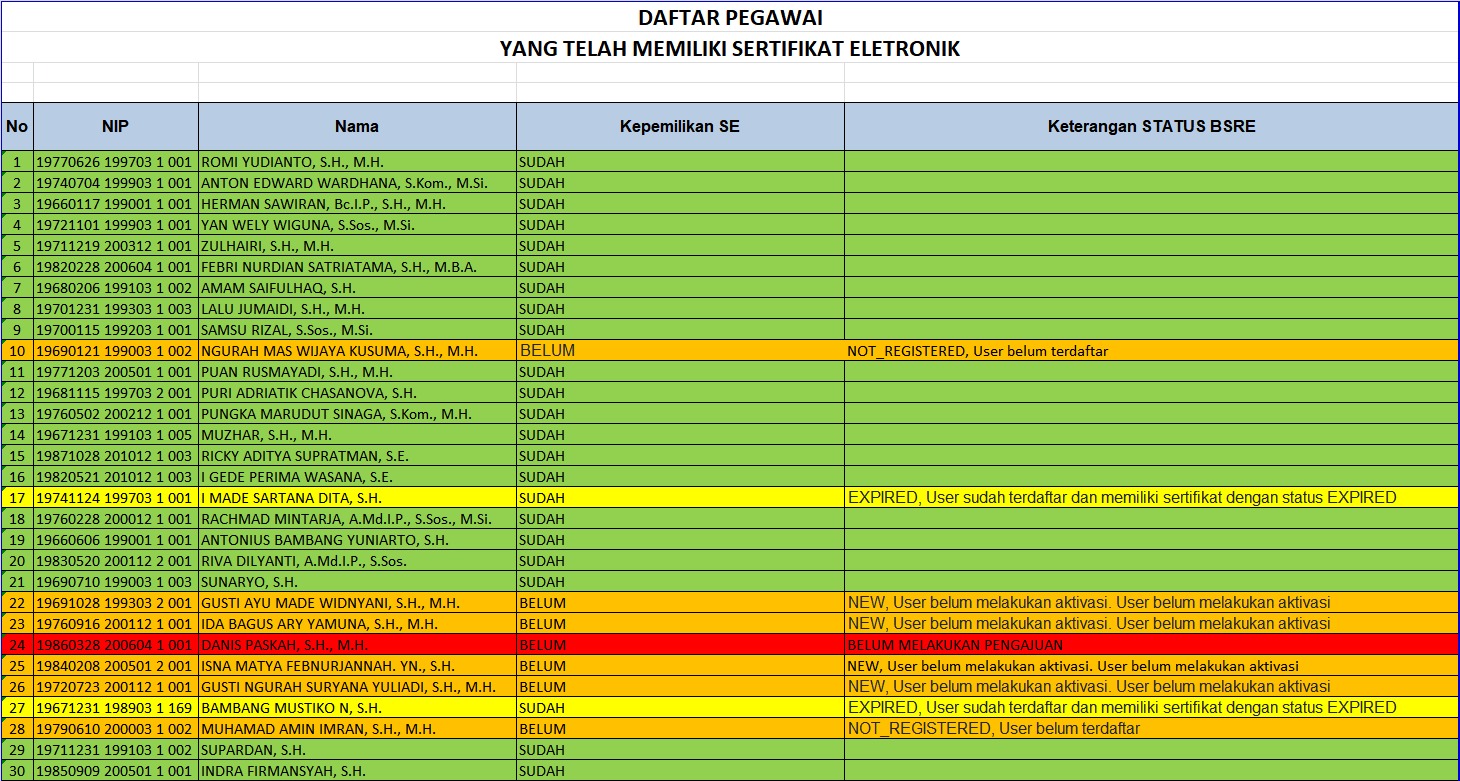 DAFTAR PEGAWAI
YANG TELAH MEMILIKI SERTIFIKAT ELETRONIK
No NIP Nama Kepemilikan SE Keterangan STATUS BSRE
1 19770626 199703 1 001 ROMI YUDIANTO, S.H., M.H. SUDAH
2 19740704 199903 1 001 ANTON EDWARD WARDHANA, S.Kom., M.Si. SUDAH
3 19660117 199001 1 001 HERMAN SAWIRAN, Bc.I.P., S.H., M.H. SUDAH
4 19721101 199903 1 001 YAN WELY WIGUNA, S.Sos., M.Si. SUDAH
5 19711219 200312 1 001 ZULHAIRI, S.H., M.H. SUDAH
6 19820228 200604 1 001 FEBRI NURDIAN SATRIATAMA, S.H., M.B.A. SUDAH
7 19680206 199103 1 002 AMAM SAIFULHAQ, S.H. SUDAH
8 19701231 199303 1 003 LALU JUMAIDI, S.H., M.H. SUDAH
9 19700115 199203 1 001 SAMSU RIZAL, S.Sos., M.Si. SUDAH
10 19690121 199003 1 002 NGURAH MAS WIJAYA KUSUMA, S.H., M.H. BELUM NOT_REGISTERED, User belum terdaftar
11 19771203 200501 1 001 PUAN RUSMAYADI, S.H., M.H. SUDAH
12 19681115 199703 2 001 PURI ADRIATIK CHASANOVA, S.H. SUDAH
13 19760502 200212 1 001 PUNGKA MARUDUT SINAGA, S.Kom., M.H. SUDAH
14 19671231 199103 1 005 MUZHAR, S.H., M.H. SUDAH
15 19871028 201012 1 003 RICKY ADITYA SUPRATMAN, S.E. SUDAH
16 19820521 201012 1 003 I GEDE PERIMA WASANA, S.E. SUDAH
17 19741124 199703 1 001 I MADE SARTANA DITA, S.H. SUDAH EXPIRED, User sudah terdaftar dan memiliki sertifikat dengan status EXPIRED
18 19760228 200012 1 001 RACHMAD MINTARJA, A.Md.I.P., S.Sos., M.Si. SUDAH
19 19660606 199001 1 001 ANTONIUS BAMBANG YUNIARTO, S.H. SUDAH
20 19830520 200112 2 001 RIVA DILYANTI, A.Md.I.P., S.Sos. SUDAH
21 19690710 199003 1 003 SUNARYO, S.H. SUDAH
22 19691028 199303 2 001 GUSTI AYU MADE WIDNYANI, S.H., M.H. BELUM NEW, User belum melakukan aktivasi. User belum melakukan aktivasi
23 19760916 200112 1 001 IDA BAGUS ARY YAMUNA, S.H., M.H. BELUM NEW, User belum melakukan aktivasi. User belum melakukan aktivasi
24 19860328 200604 1 001 DANIS PASKAH, S.H., M.H. BELUM BELUM MELAKUKAN PENGAJUAN
25 19840208 200501 2 001 ISNA MATYA FEBNURJANNAH. YN., S.H. BELUM NEW, User belum melakukan aktivasi. User belum melakukan aktivasi
26 19720723 200112 1 001 GUSTI NGURAH SURYANA YULIADI, S.H., M.H. BELUM NEW, User belum melakukan aktivasi. User belum melakukan aktivasi
27 19671231 198903 1 169 BAMBANG MUSTIKO N, S.H. SUDAH EXPIRED, User sudah terdaftar dan memiliki sertifikat dengan status EXPIRED
28 19790610 200003 1 002 MUHAMAD AMIN IMRAN, S.H., M.H. BELUM NOT_REGISTERED, User belum terdaftar
29 19711231 199103 1 002 SUPARDAN, S.H. SUDAH
30 19850909 200501 1 001 INDRA FIRMANSYAH, S.H. SUDAH